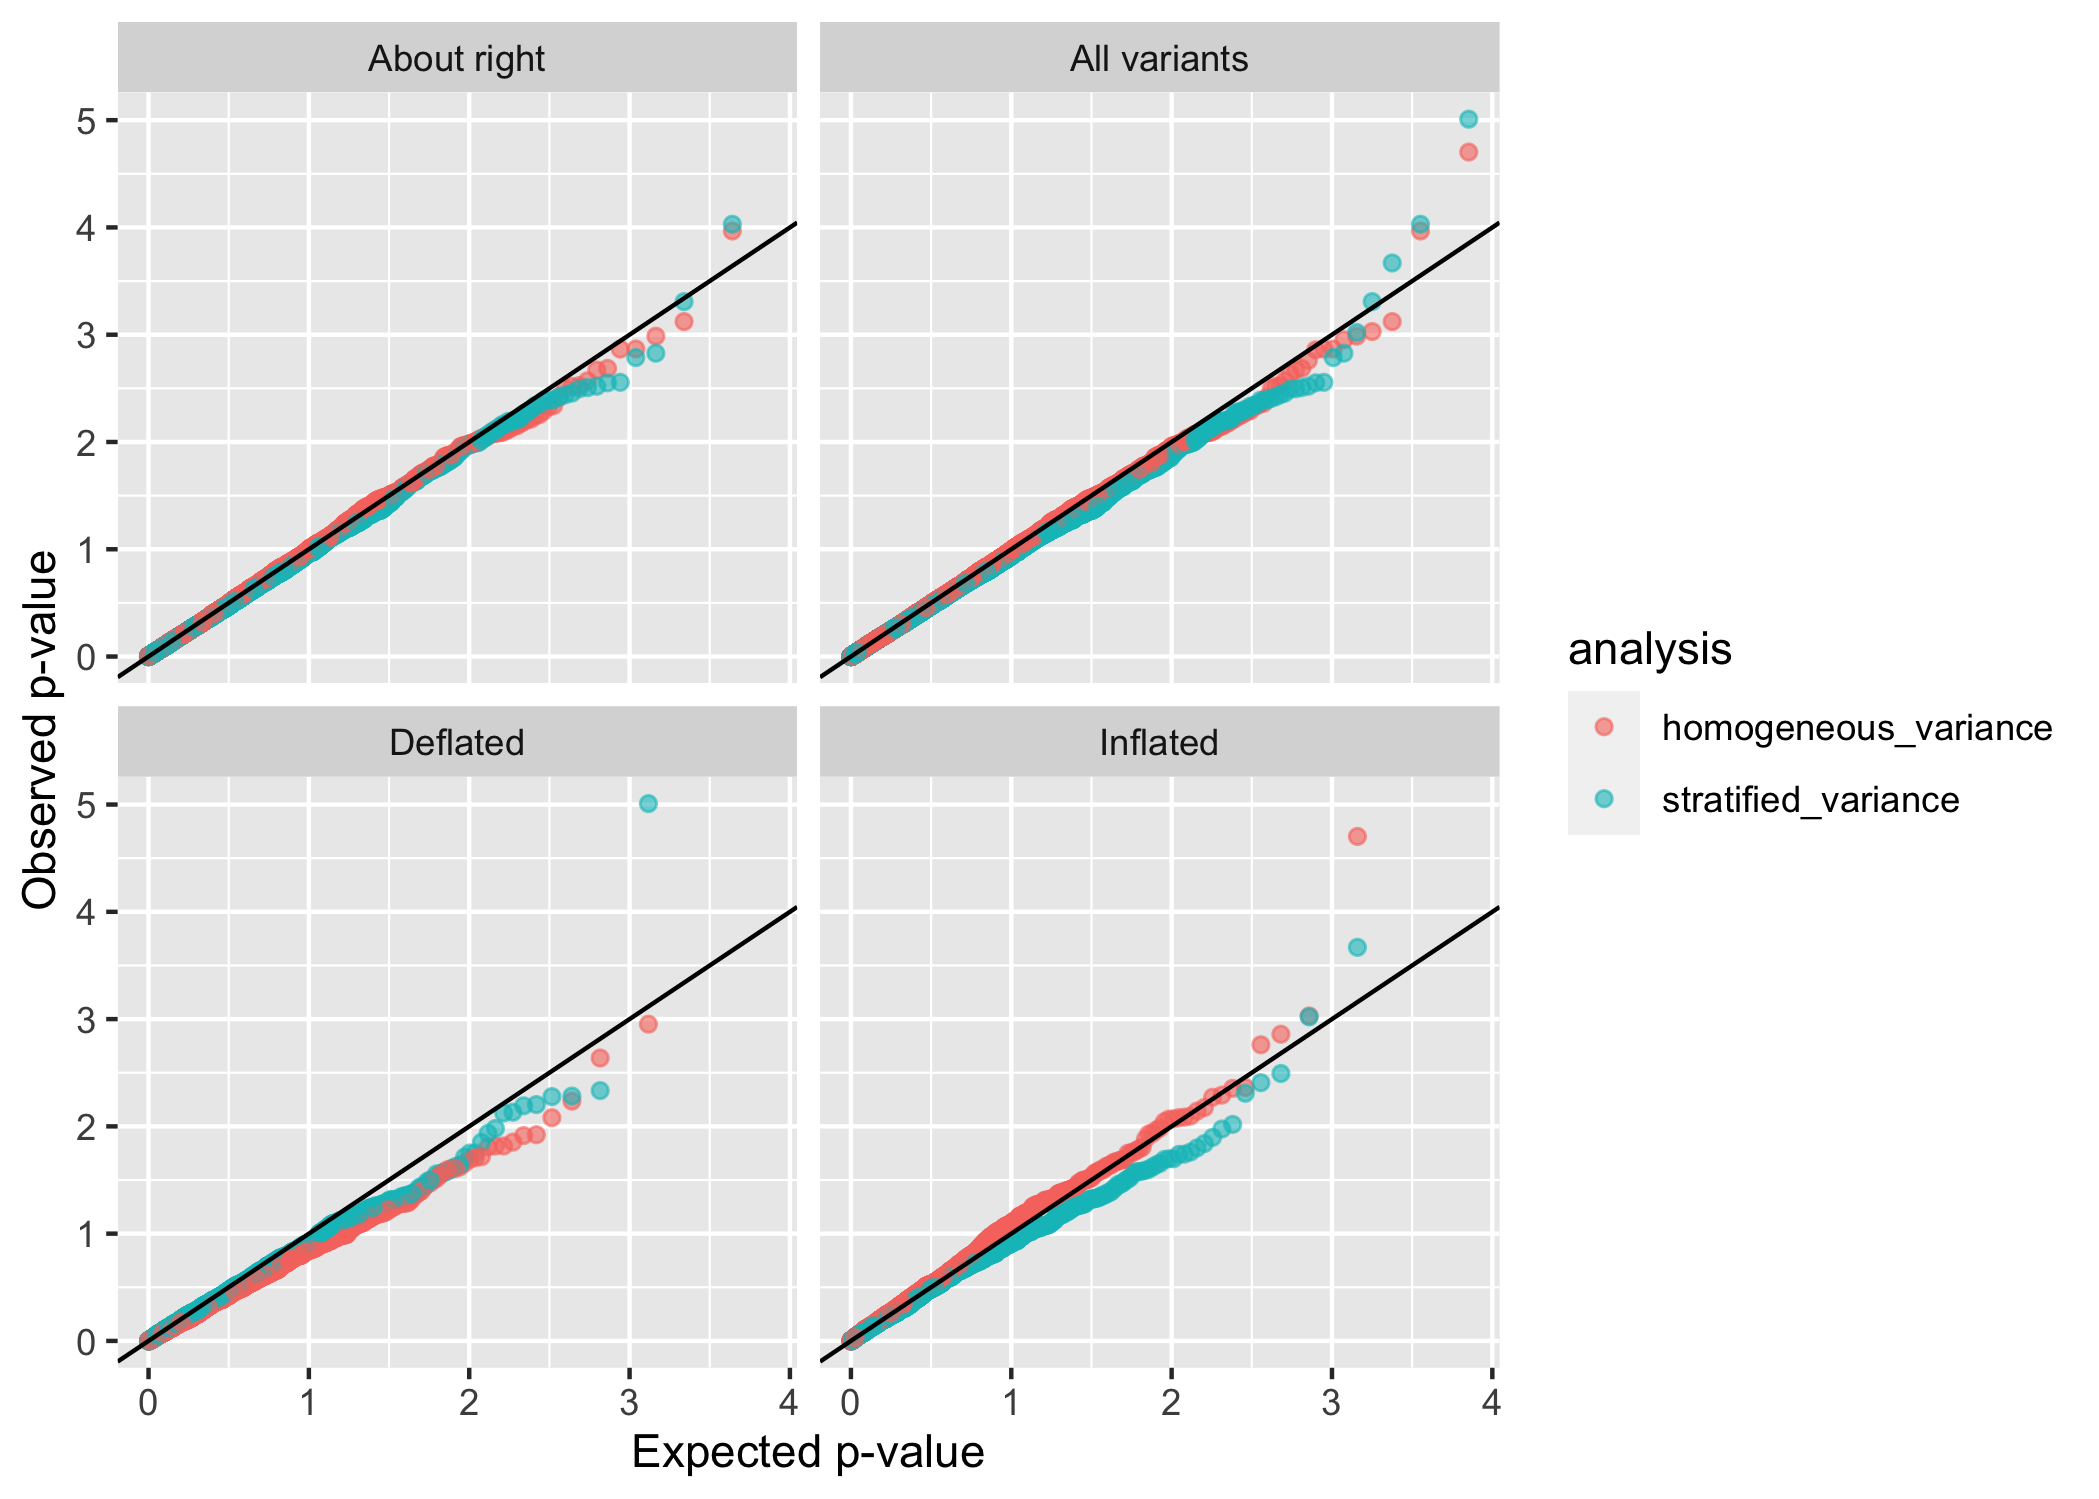 About right
All variants
5
4
3
2
1
0
Deflated
Inflated
5
4
3
2
1
0
0 1 2 3 4
0 1 2 3 4
Expected p-value
Observed p-value
analysis
homogeneous_variance
stratified_variance